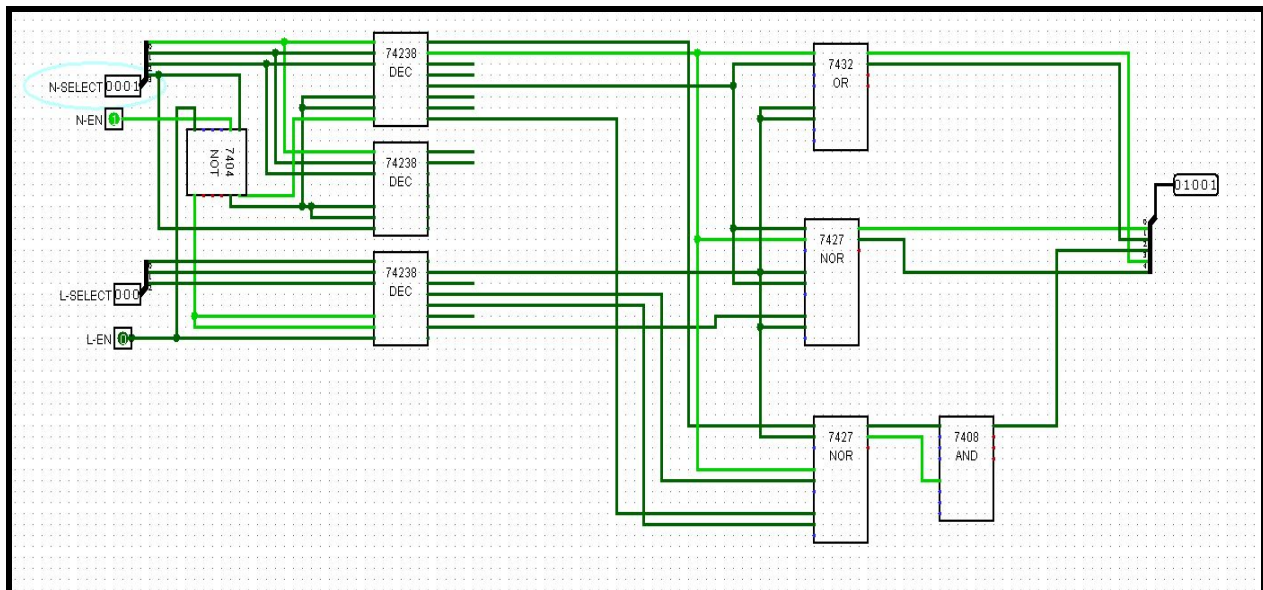 74238
DEC
7432
OR
N-SELECT 0001
N-EN 1
7404
NOT
74238
DEC
01001
7427
NOR
74238
DEC
L-SELECT 000
L-EN 0
7427
NOR
7408
AND